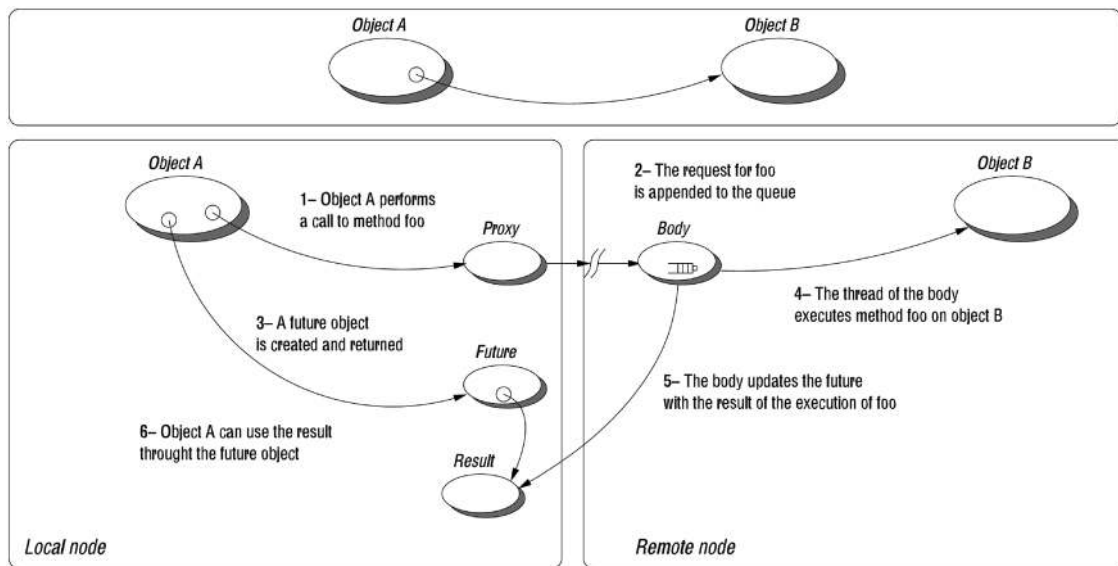 Object A
Object B
Object A
1– Object A performs
a call to method foo
Proxy
3– A future object
is created and returned
Future
6– Object A can use the result
throught the future object
Result
Local node
2– The request for foo
is appended to the queue
Object B
Body
4– The thread of the body
executes method foo on object B
5– The body updates the future
with the result of the execution of foo
Remote node